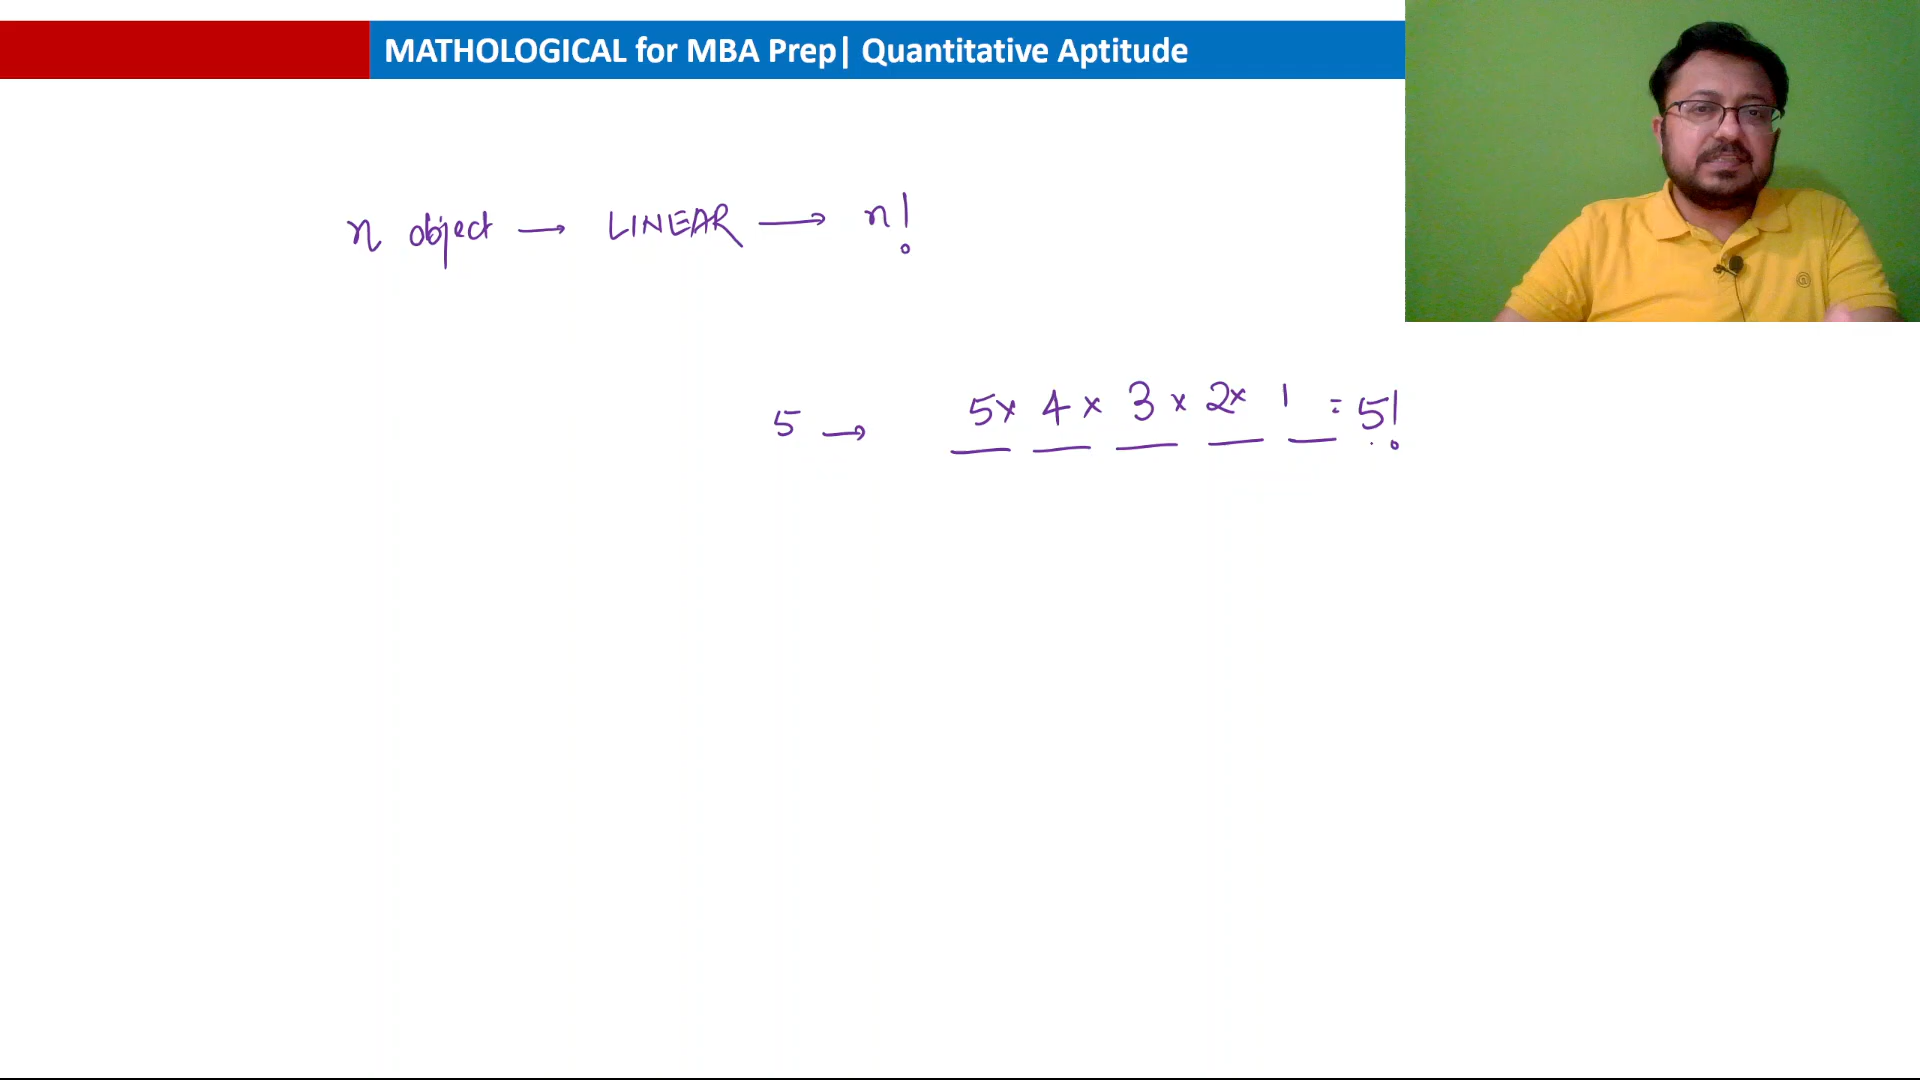 MATHOLOGICAL for MBA Prep| Quantitative Aptitude
n object → LINEAR → n!
5 → 5 × 4 × 3 × 2 × 1 = 5!